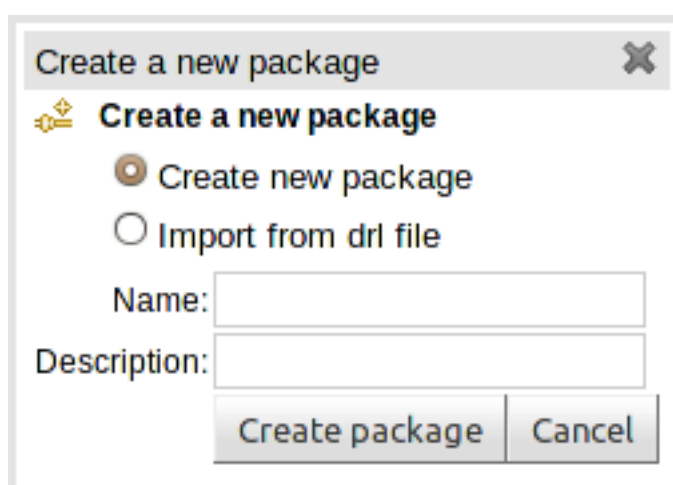 Create a new package
Create a new package
Create new package
Import from drl file
Name:
Description:
Create package Cancel